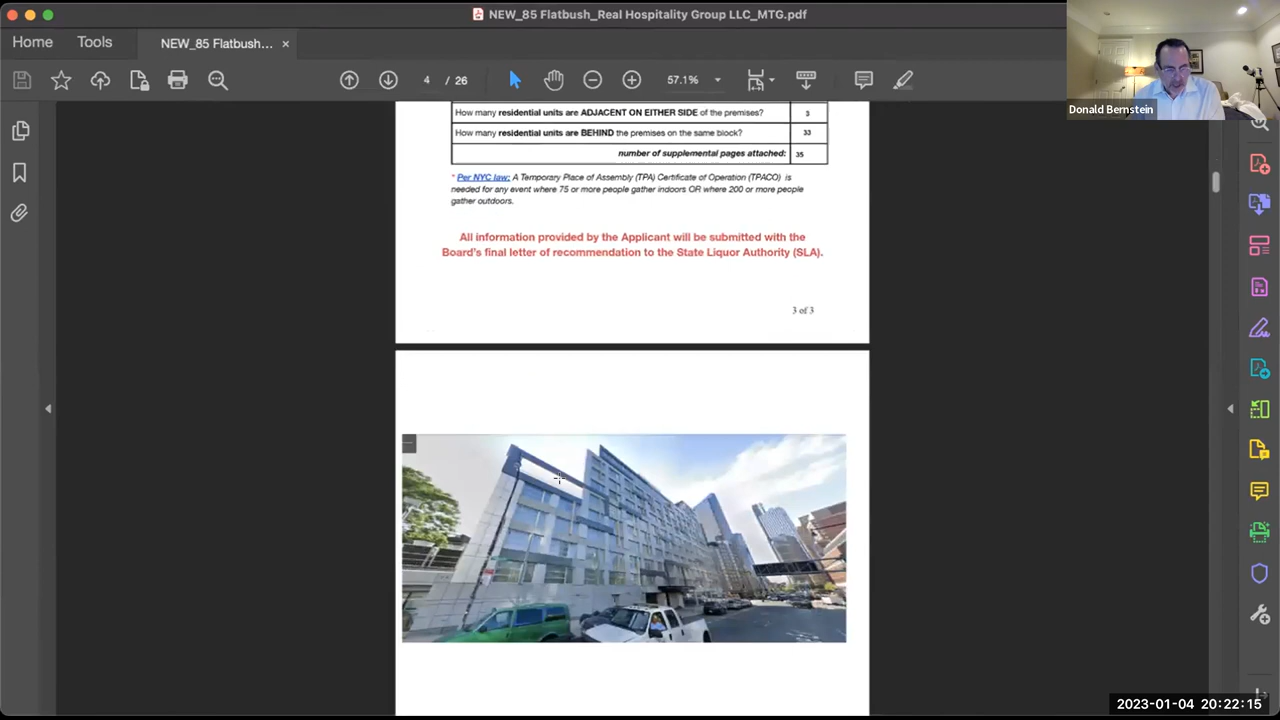 NEW_85 Flatbush_Real Hospitality Group LLC_MTG.pdf
Home
Tools
NEW_85 Flatbush...
4 / 26
57.1%
Donald Bernstein
How many residential units are ADJACENT ON EITHER SIDE of the premises? 3
How many residential units are BEHIND the premises on the same block? 33
number of supplemental pages attached: 35
* Per NYC law: A Temporary Place of Assembly (TPA) Certificate of Operation (TPACO) is
needed for any event where 75 or more people gather indoors OR where 200 or more people
gather outdoors.
All information provided by the Applicant will be submitted with the
Board's final letter of recommendation to the State Liquor Authority (SLA).
3 of 3
2023-01-04 20:22:15